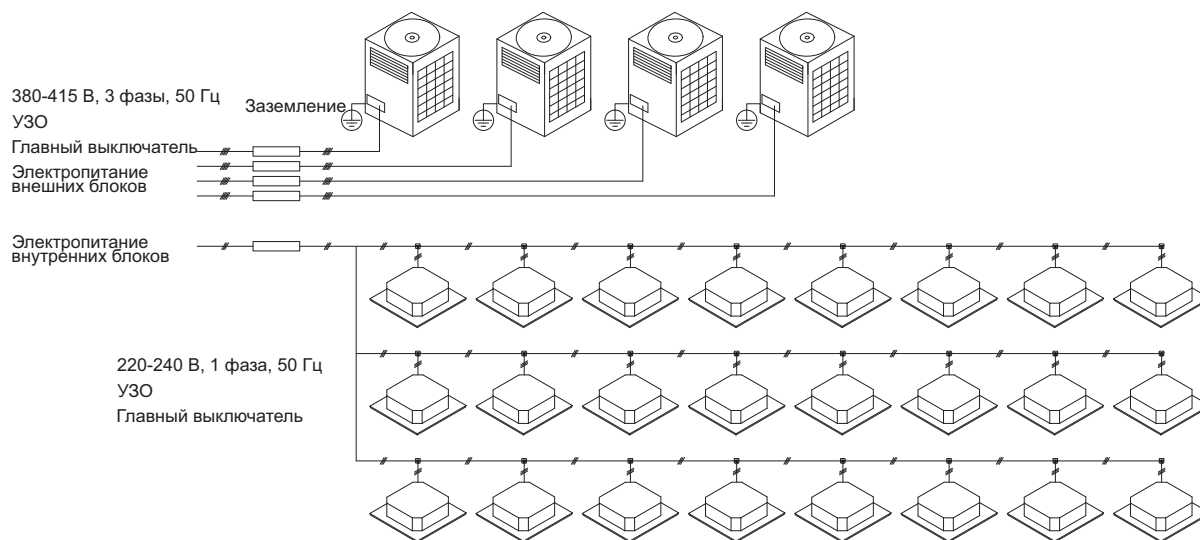 380-415 В, 3 фазы, 50 Гц
УЗО
Главный выключатель
Заземление
Электропитание
внешних блоков
Электропитание
внутренних блоков
220-240 В, 1 фаза, 50 Гц
УЗО
Главный выключатель